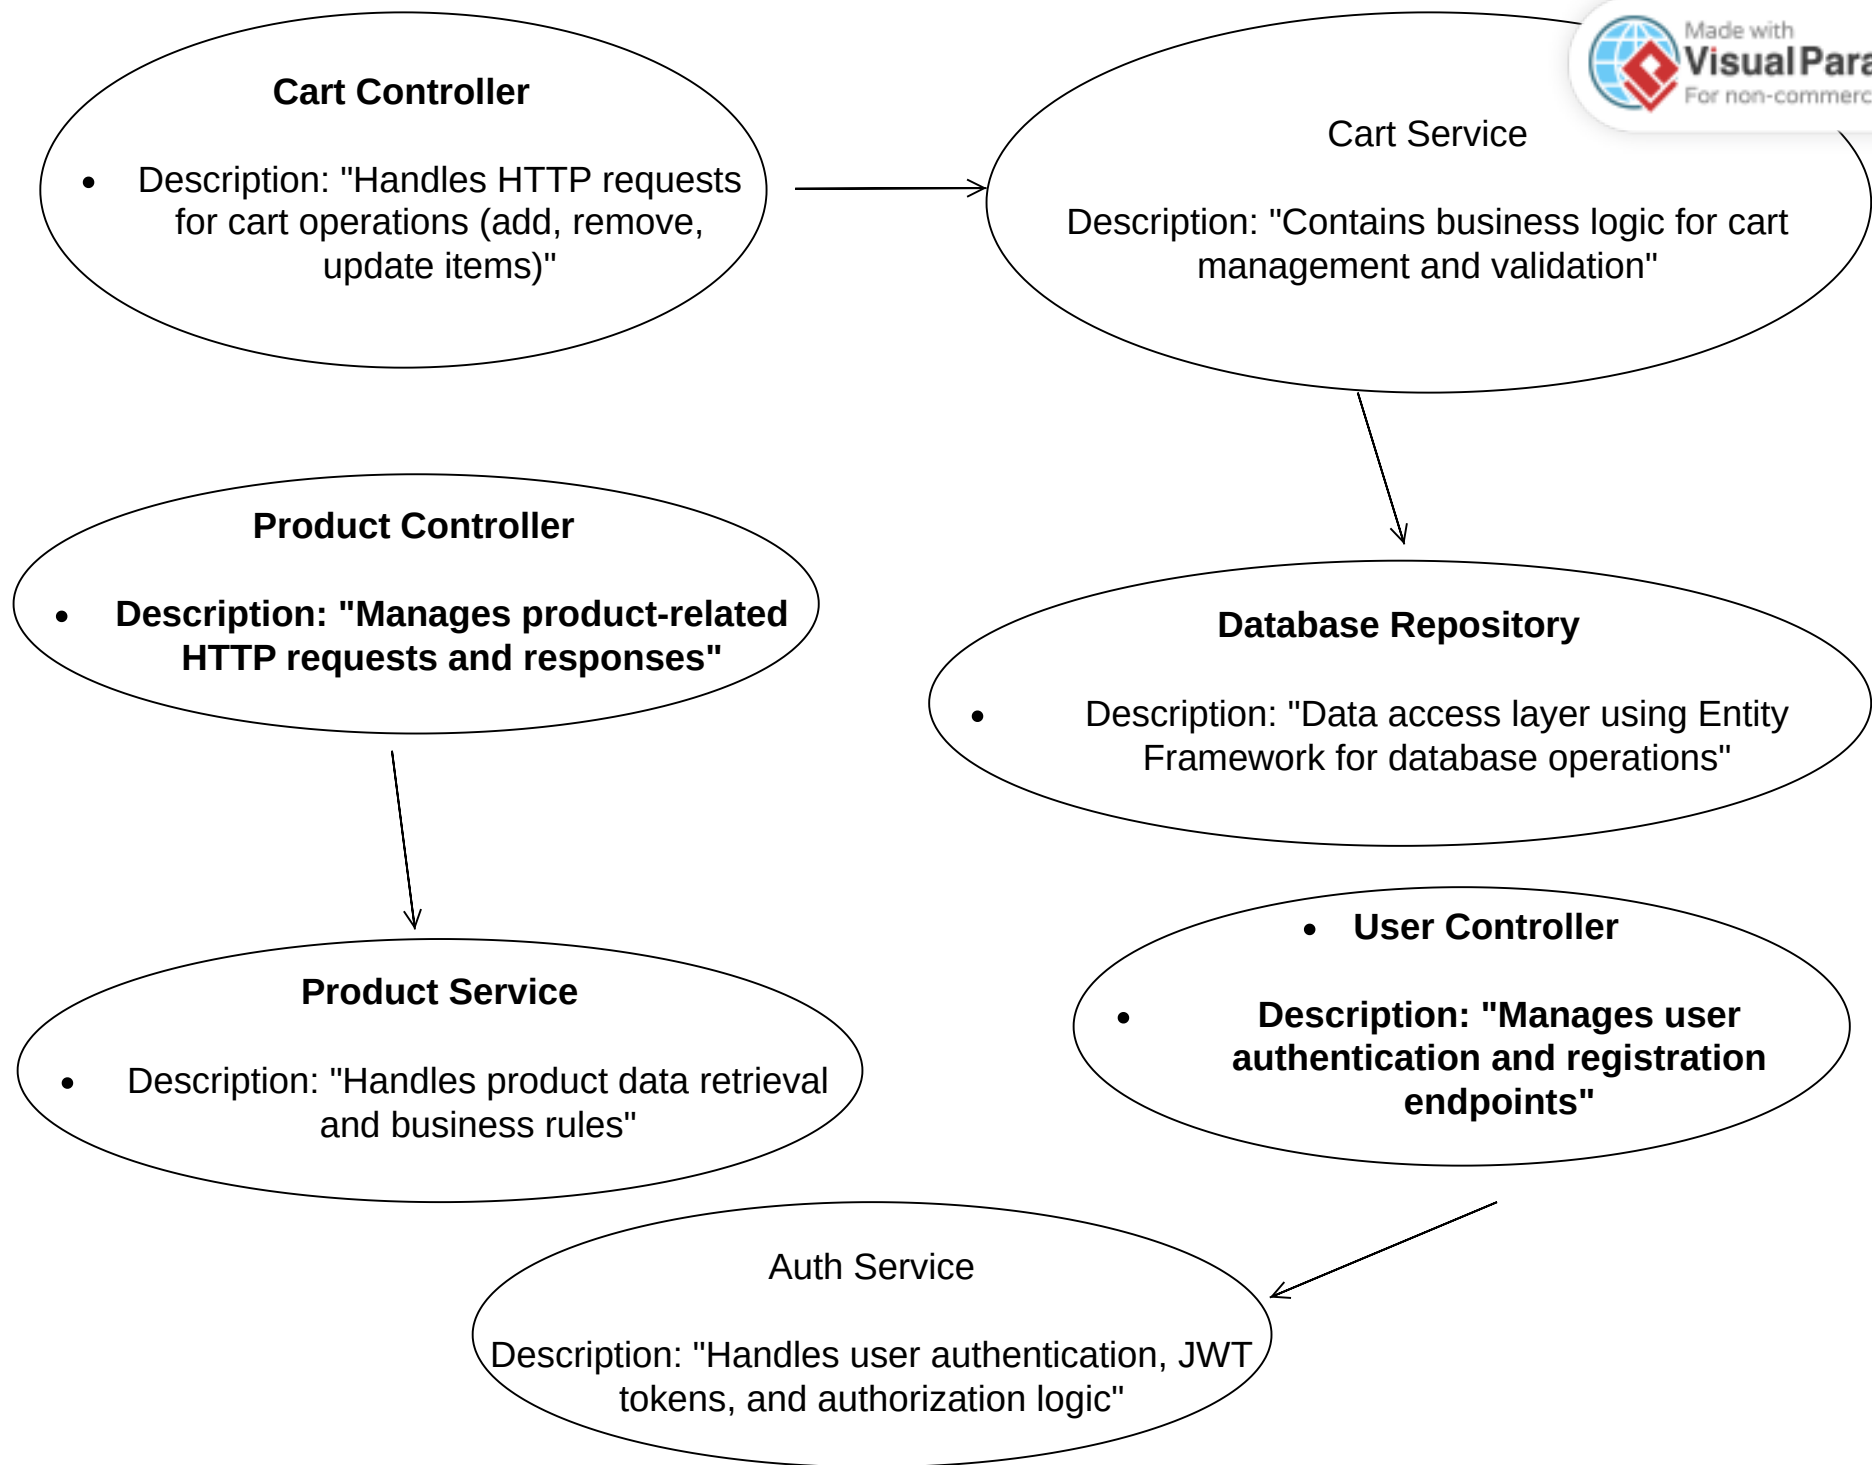 Made with
VisualPara
For non-commerc
Cart Controller
• Description: "Handles HTTP requests
for cart operations (add, remove,
update items)"
Cart Service
Description: "Contains business logic for cart
management and validation"
Product Controller
• Description: "Manages product-related
HTTP requests and responses"
Database Repository
• Description: "Data access layer using Entity
Framework for database operations"
Product Service
• Description: "Handles product data retrieval
and business rules"
• User Controller
• Description: "Manages user
authentication and registration
endpoints"
Auth Service
Description: "Handles user authentication, JWT
tokens, and authorization logic"